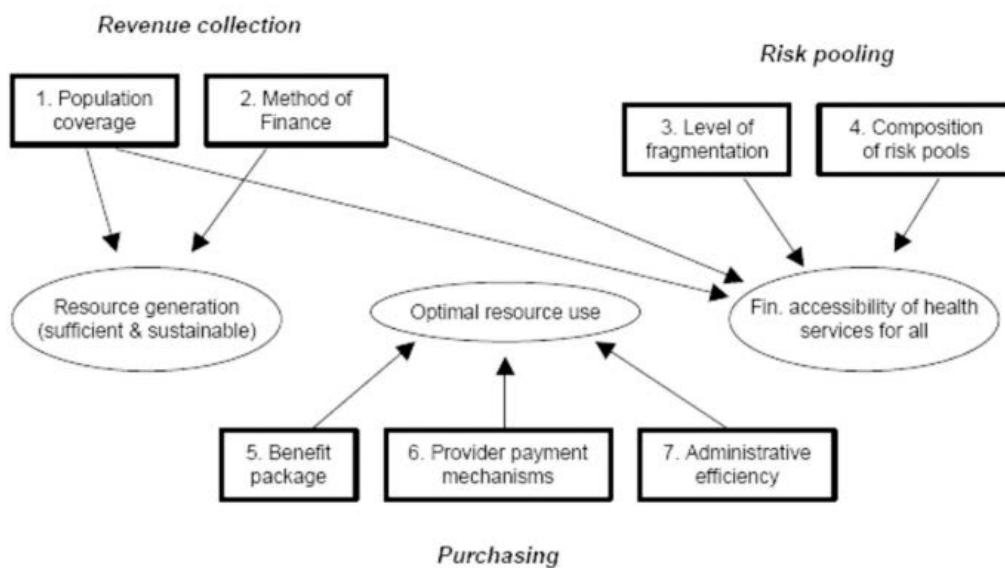 Revenue collection
Risk pooling
1. Population
coverage
2. Method of
Finance
3. Level of
fragmentation
4. Composition
of risk pools
Resource generation
(sufficient & sustainable)
Optimal resource use
Fin. accessibility of health
services for all
5. Benefit
package
6. Provider payment
mechanisms
7. Administrative
efficiency
Purchasing